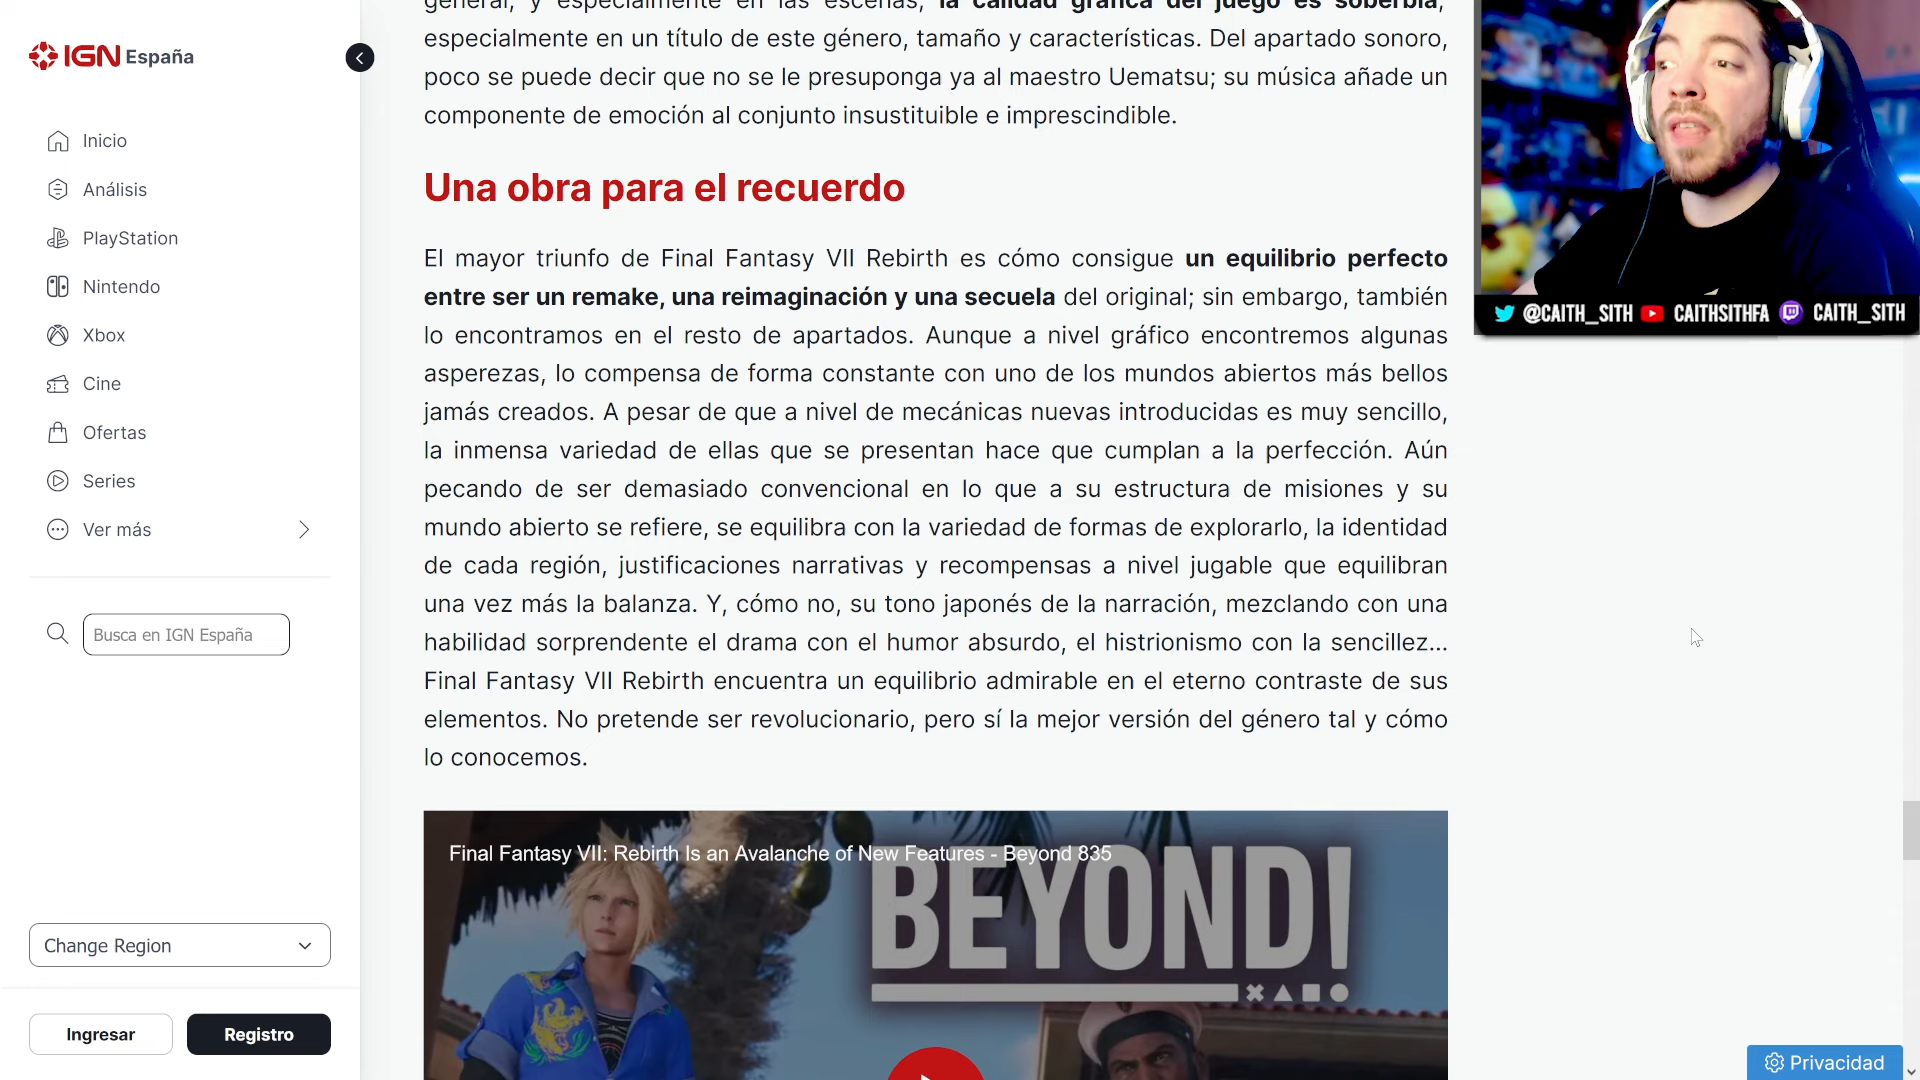 IGN España
Inicio
Análisis
PlayStation
Nintendo
Xbox
Cine
Ofertas
Series
Ver más
Busca en IGN España
Change Region
Ingresar
Registro
general, y especialmente en las escenas, la calidad gráfica del juego es soberbia,
especialmente en un título de este género, tamaño y características. Del apartado sonoro,
poco se puede decir que no se le presuponga ya al maestro Uematsu; su música añade un
componente de emoción al conjunto insustituible e imprescindible.
Una obra para el recuerdo
El mayor triunfo de Final Fantasy VII Rebirth es cómo consigue un equilibrio perfecto
entre ser un remake, una reimaginación y una secuela del original; sin embargo, también
lo encontramos en el resto de apartados. Aunque a nivel gráfico encontremos algunas
asperezas, lo compensa de forma constante con uno de los mundos abiertos más bellos
jamás creados. A pesar de que a nivel de mecánicas nuevas introducidas es muy sencillo,
la inmensa variedad de ellas que se presentan hace que cumplan a la perfección. Aún
pecando de ser demasiado convencional en lo que a su estructura de misiones y su
mundo abierto se refiere, se equilibra con la variedad de formas de explorarlo, la identidad
de cada región, justificaciones narrativas y recompensas a nivel jugable que equilibran
una vez más la balanza. Y, cómo no, su tono japonés de la narración, mezclando con una
habilidad sorprendente el drama con el humor absurdo, el histrionismo con la sencillez...
Final Fantasy VII Rebirth encuentra un equilibrio admirable en el eterno contraste de sus
elementos. No pretende ser revolucionario, pero sí la mejor versión del género tal y cómo
lo conocemos.
Final Fantasy VII: Rebirth Is an Avalanche of New Features - Beyond 835
BEYOND!
@CAITH_SITH CAITHSITHFA CAITH_SITH
Privacidad